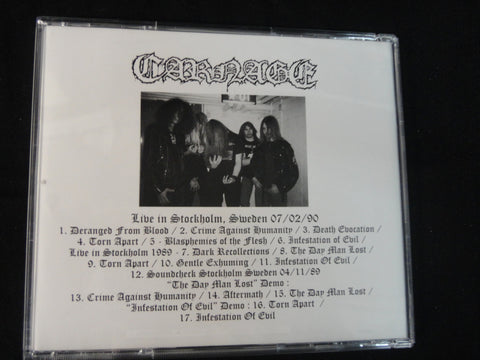 CARNAGE
Live in Stockholm, Sweden 07/02/90
1. Deranged From Blood / 2. Crime Against Humanity / 3. Death Evocation /
4. Torn Apart / 5 - Blasphemies of the Flesh / 6. Infestation of Evil /
Live in Stockholm 1989 - 7. Dark Recollections / 8. The Day Man Lost /
9. Torn Apart / 10. Gentle Exhuming / 11. Infestation Of Evil /
12. Soundcheck Stockholm Sweden 04/11/89
"The Day Man Lost" Demo :
13. Crime Against Humanity / 14. Aftermath / 15. The Day Man Lost /
"Infestation Of Evil" Demo : 16. Torn Apart /
17. Infestation Of Evil